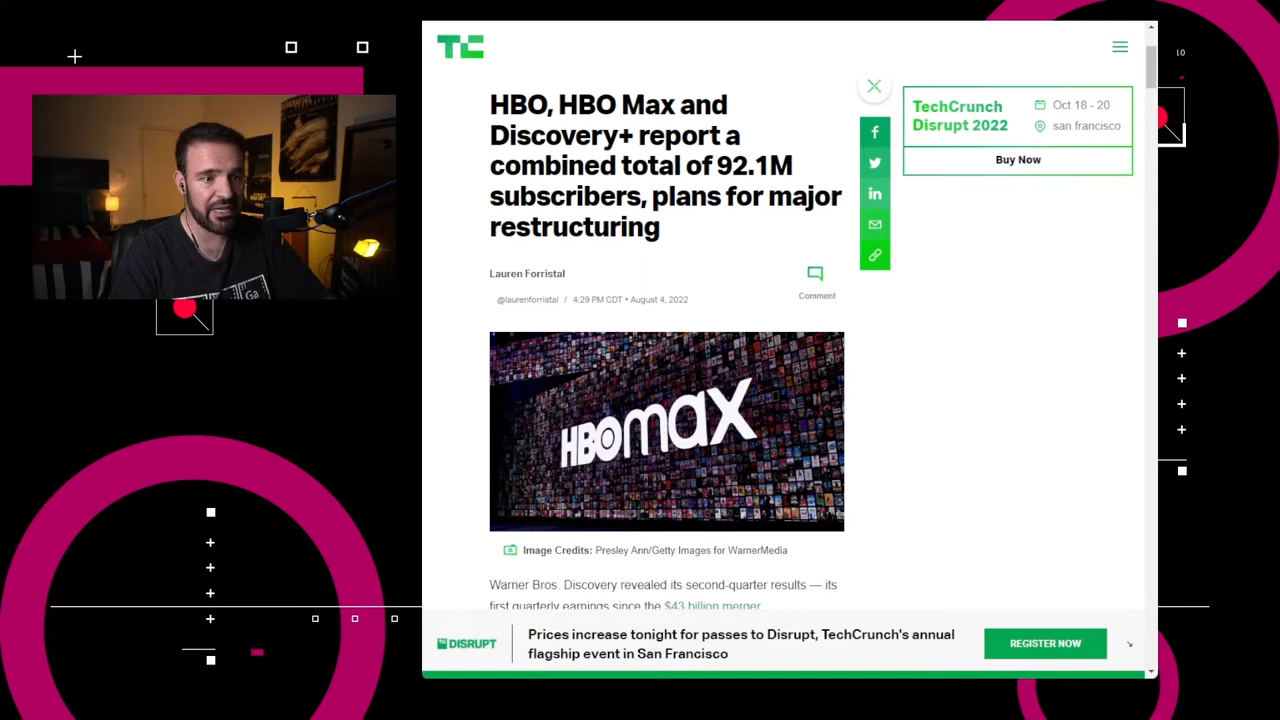 TC
HBO, HBO Max and
Discovery+ report a
combined total of 92.1M
subscribers, plans for major
restructuring
Lauren Forristal
@laurenforristal / 4:29 PM CDT • August 4, 2022
Comment
TechCrunch
Disrupt 2022
Oct 18 - 20
san francisco
Buy Now
HBOmax
Image Credits: Presley Ann/Getty Images for WarnerMedia
Warner Bros. Discovery revealed its second-quarter results — its
first quarterly earnings since the $43 billion merger
TC DISRUPT
Prices increase tonight for passes to Disrupt, TechCrunch's annual
flagship event in San Francisco
REGISTER NOW
Ga
01